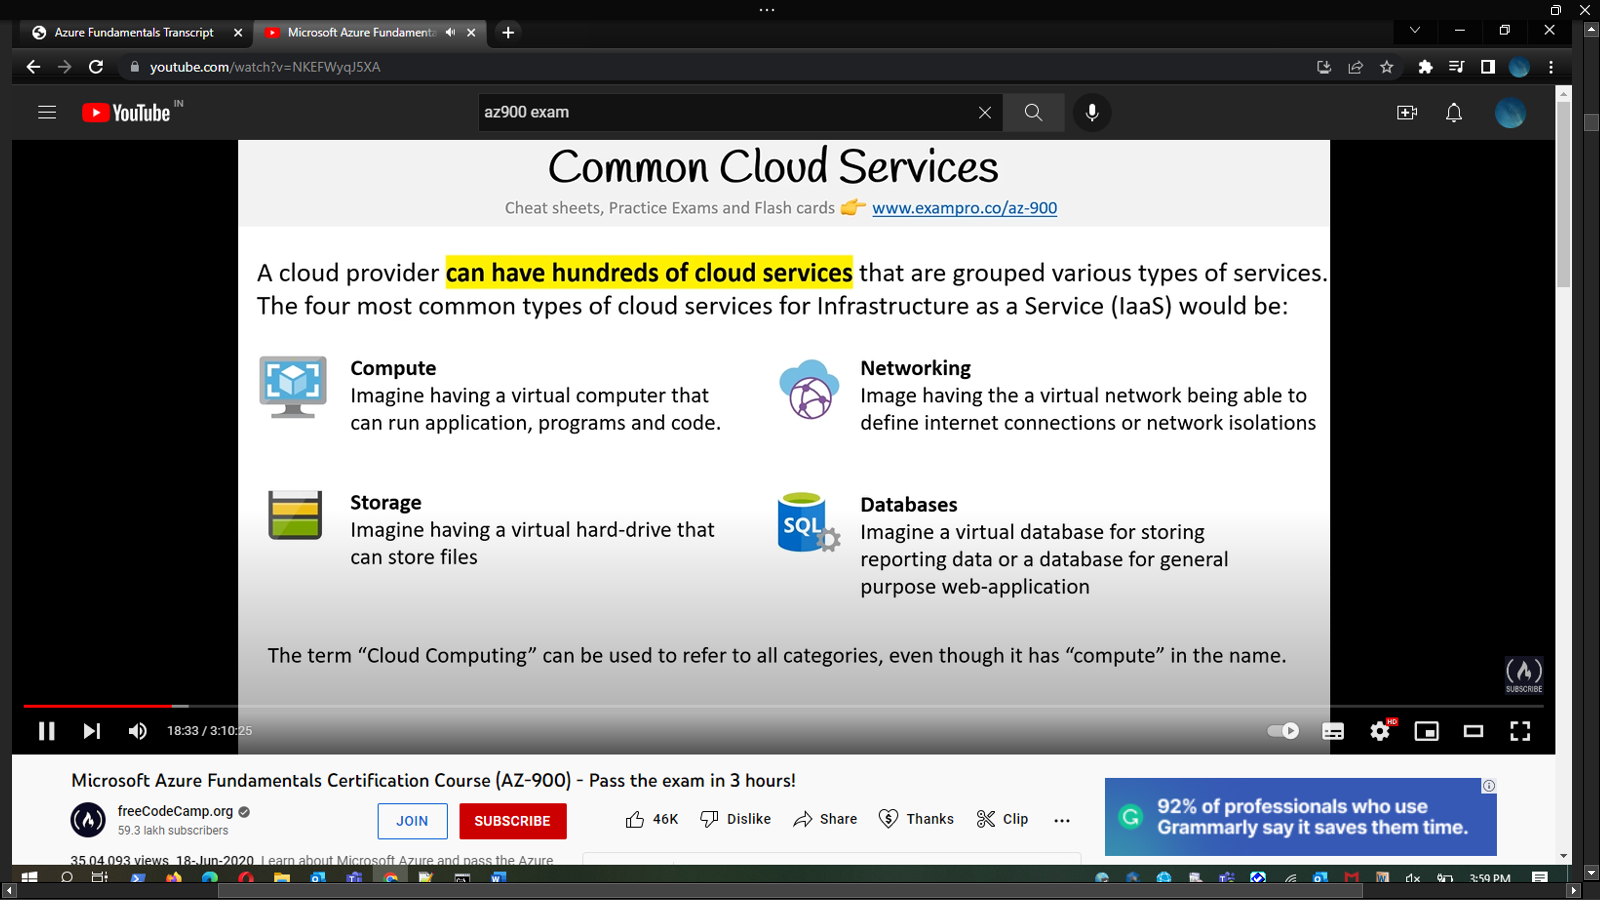 Azure Fundamentals Transcript
Microsoft Azure Fundamenta
youtube.com/watch?v=NKEFWyqJ5XA
YouTube IN
az900 exam
Common Cloud Services
Cheat sheets, Practice Exams and Flash cards 👉 www.exampro.co/az-900
A cloud provider can have hundreds of cloud services that are grouped various types of services.
The four most common types of cloud services for Infrastructure as a Service (IaaS) would be:
Compute
Imagine having a virtual computer that
can run application, programs and code.
Networking
Image having the a virtual network being able to
define internet connections or network isolations
Storage
Imagine having a virtual hard-drive that
can store files
SQL
Databases
Imagine a virtual database for storing
reporting data or a database for general
purpose web-application
The term “Cloud Computing” can be used to refer to all categories, even though it has “compute” in the name.
SUBSCRIBE
18:33 / 3:10:25
HD
Microsoft Azure Fundamentals Certification Course (AZ-900) - Pass the exam in 3 hours!
freeCodeCamp.org
59.3 lakh subscribers
JOIN
SUBSCRIBE
46K
Dislike
Share
Thanks
Clip
92% of professionals who use
Grammarly say it saves them time.
35,04,093 views 18-Jun-2020 Learn about Microsoft Azure and pass the Azure
3:59 PM